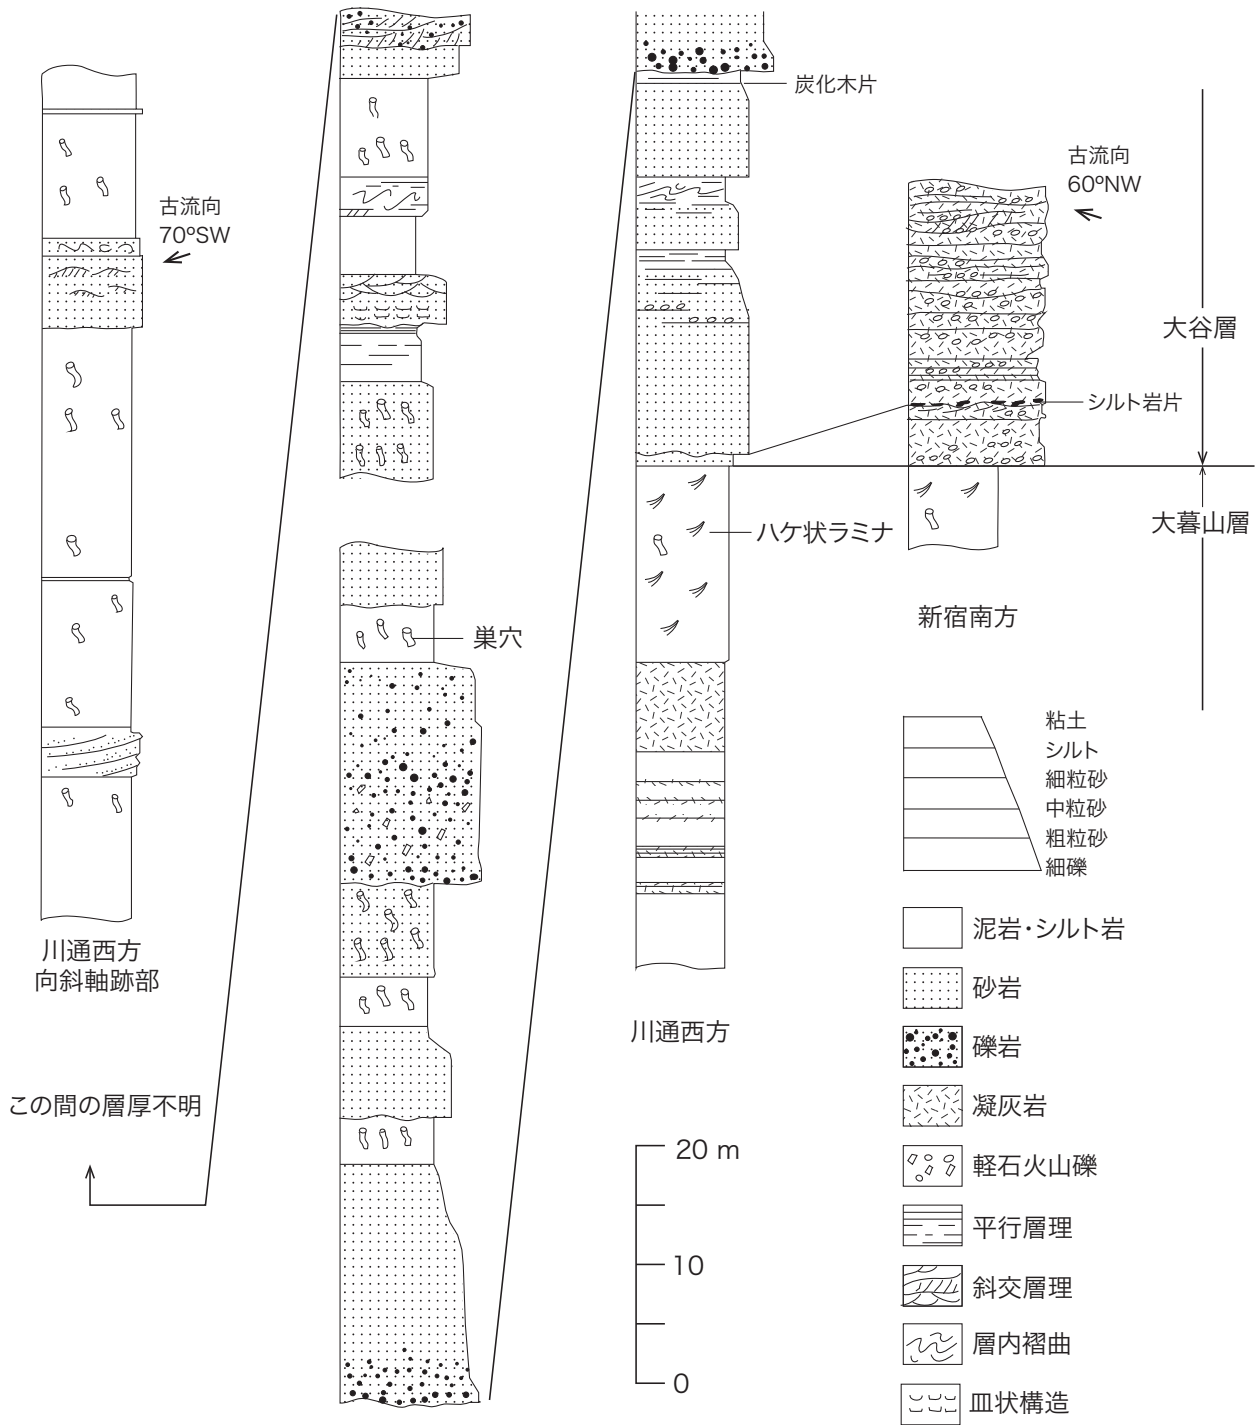 古流向
70ºSW
川通西方
向斜軸跡部
この間の層厚不明
巣穴
炭化木片
ハケ状ラミナ
川通西方
20 m
10
0
古流向
60ºNW
シルト岩片
新宿南方
大谷層
大暮山層
粘土
シルト
細粒砂
中粒砂
粗粒砂
細礫
泥岩・シルト岩
砂岩
礫岩
凝灰岩
軽石火山礫
平行層理
斜交層理
層内褶曲
皿状構造